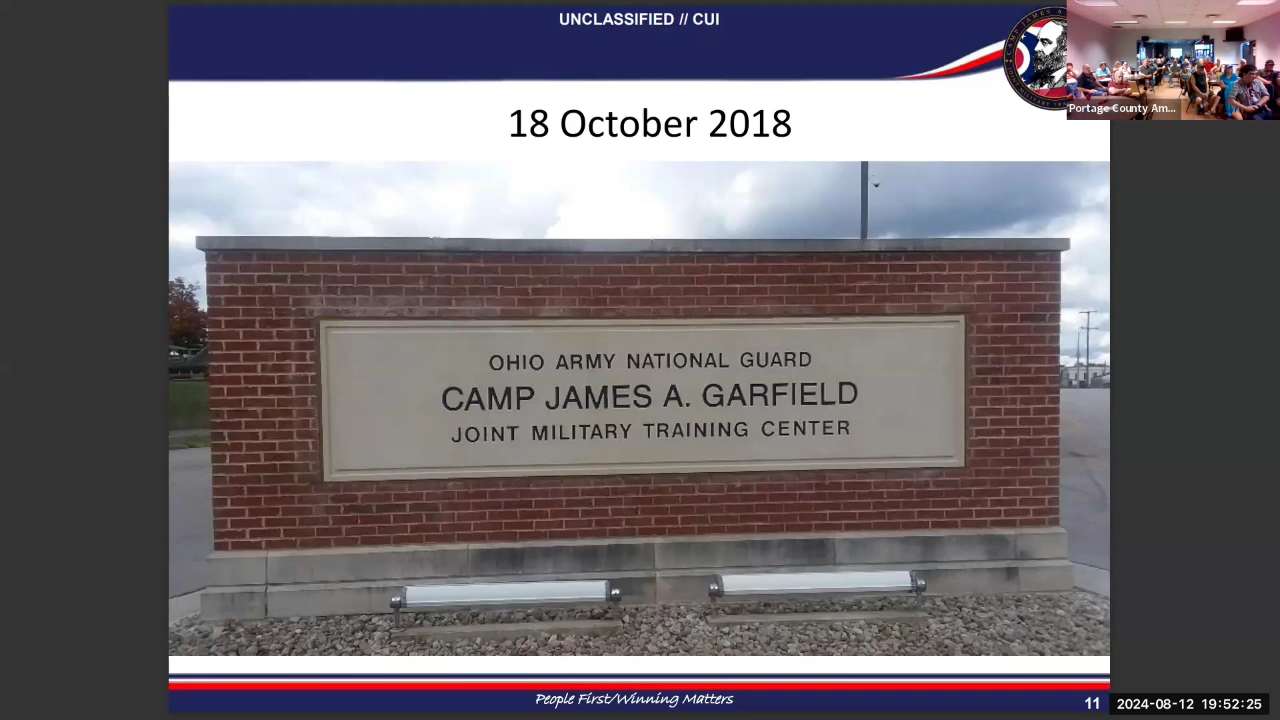 UNCLASSIFIED // CUI
Portage County Am...
18 October 2018
OHIO ARMY NATIONAL GUARD
CAMP JAMES A. GARFIELD
JOINT MILITARY TRAINING CENTER
People First/Winning Matters
11
2024-08-12 19:52:25